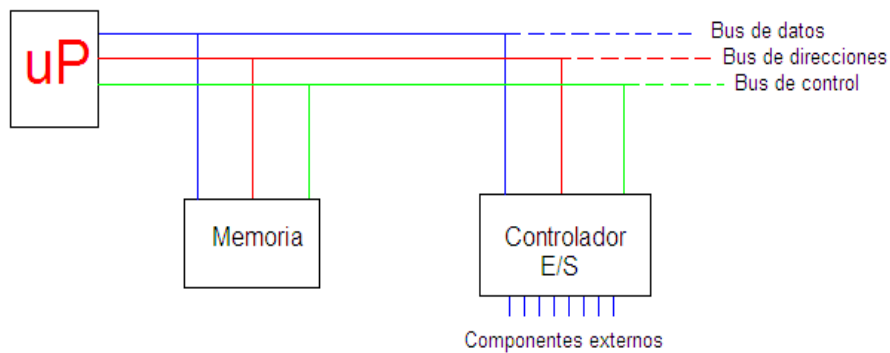 uP
Bus de datos
Bus de direcciones
Bus de control
Memoria
Controlador
E/S
Componentes externos